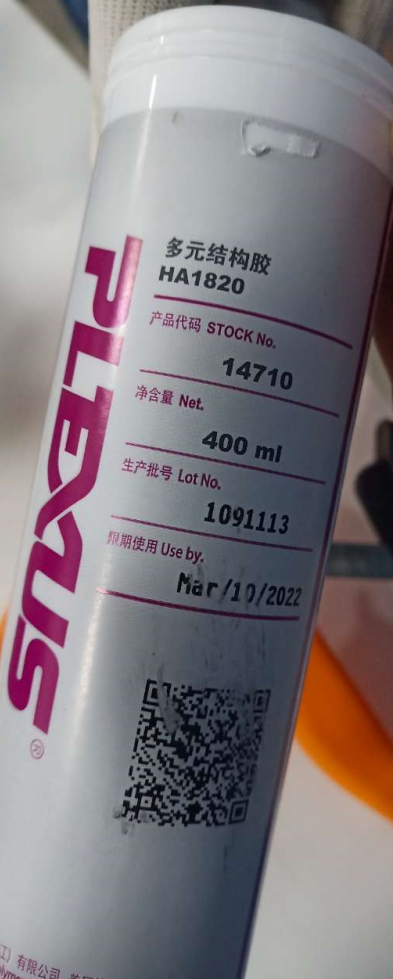 PLEXUS®
多元结构胶
HA1820
产品代码 STOCK No.
14710
净含量 Net.
400 ml
生产批号 Lot No.
1091113
限期使用 Use by.
Mar/10/2022
江）有限公司